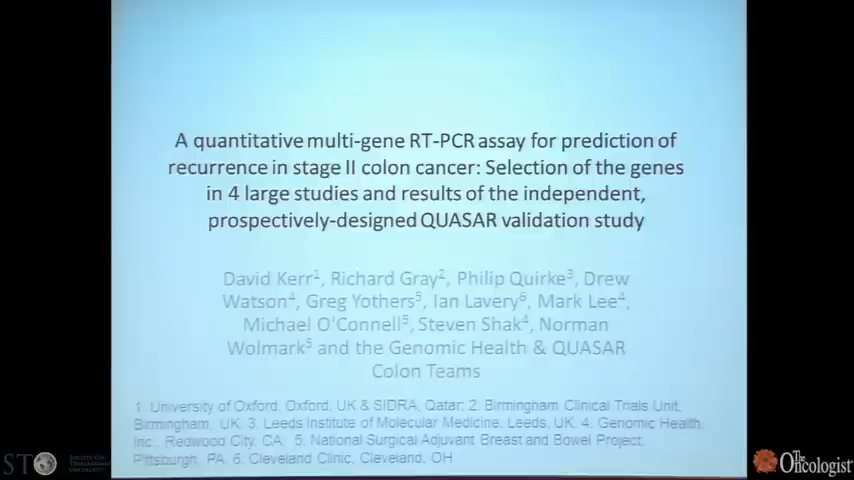 A quantitative multi-gene RT-PCR assay for prediction of
recurrence in stage II colon cancer: Selection of the genes
in 4 large studies and results of the independent,
prospectively-designed QUASAR validation study
David Kerr¹, Richard Gray², Philip Quirke³, Drew
Watson⁴, Greg Yothers⁵, Ian Lavery⁶, Mark Lee⁴,
Michael O'Connell⁵, Steven Shak⁴, Norman
Wolmark⁵ and the Genomic Health & QUASAR
Colon Teams
1. University of Oxford, Oxford, UK & SIDRA, Qatar; 2. Birmingham Clinical Trials Unit,
Birmingham, UK; 3. Leeds Institute of Molecular Medicine, Leeds, UK; 4. Genomic Health,
Inc., Redwood City, CA; 5. National Surgical Adjuvant Breast and Bowel Project,
Pittsburgh, PA; 6. Cleveland Clinic, Cleveland, OH
STO
Society for
Translational
Oncology
The
Oncologist